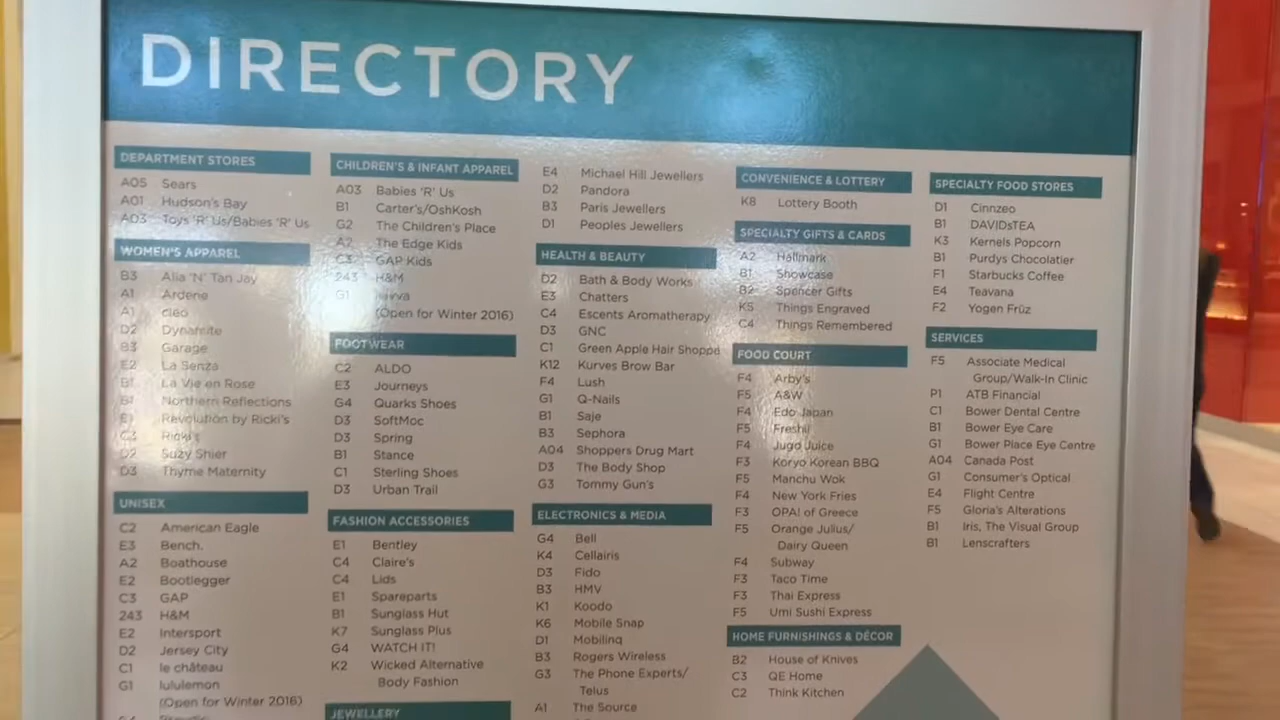 DIRECTORY
DEPARTMENT STORES
A05 Sears
A01 Hudson's Bay
A03 Toys 'R' Us/Babies 'R' Us
WOMEN'S APPAREL
B3 Alia 'N' Tan Jay
A1 Ardene
A1 cleo
D2 Dynamite
B3 Garage
E2 La Senza
B1 La Vie en Rose
B1 Northern Reflections
E1 Revolution by Ricki's
C3 Ricki's
D2 Suzy Shier
D3 Thyme Maternity
UNISEX
C2 American Eagle
E3 Bench.
A2 Boathouse
E2 Bootlegger
C3 GAP
243 H&M
E2 Intersport
D2 Jersey City
C1 le château
G1 lululemon
(Open for Winter 2016)
CHILDREN'S & INFANT APPAREL
A03 Babies 'R' Us
B1 Carter's/OshKosh
G2 The Children's Place
A2 The Edge Kids
C3 GAP Kids
243 H&M
G1
(Open for Winter 2016)
FOOTWEAR
C2 ALDO
E3 Journeys
G4 Quarks Shoes
D3 SoftMoc
D3 Spring
B1 Stance
C1 Sterling Shoes
D3 Urban Trail
FASHION ACCESSORIES
E1 Bentley
C4 Claire's
C4 Lids
E1 Spareparts
B1 Sunglass Hut
K7 Sunglass Plus
G4 WATCH IT!
K2 Wicked Alternative
Body Fashion
JEWELLERY
E4 Michael Hill Jewellers
D2 Pandora
B3 Paris Jewellers
D1 Peoples Jewellers
HEALTH & BEAUTY
D2 Bath & Body Works
E3 Chatters
C4 Escents Aromatherapy
D3 GNC
C1 Green Apple Hair Shoppe
K12 Kurves Brow Bar
F4 Lush
G1 Q-Nails
B1 Saje
B3 Sephora
A04 Shoppers Drug Mart
D3 The Body Shop
G3 Tommy Gun's
ELECTRONICS & MEDIA
G4 Bell
K4 Cellairis
D3 Fido
B3 HMV
K1 Koodo
K6 Mobile Snap
D1 Mobilinq
B3 Rogers Wireless
G3 The Phone Experts/
Telus
A1 The Source
CONVENIENCE & LOTTERY
K8 Lottery Booth
SPECIALTY GIFTS & CARDS
A2 Hallmark
B1 Showcase
B2 Spencer Gifts
K5 Things Engraved
C4 Things Remembered
FOOD COURT
F4 Arby's
F5 A&W
F4 Edo Japan
F5 Freshii
F4 Jugo Juice
F3 Koryo Korean BBQ
F5 Manchu Wok
F4 New York Fries
F3 OPA! of Greece
F5 Orange Julius/
Dairy Queen
F4 Subway
F3 Taco Time
F3 Thai Express
F5 Umi Sushi Express
HOME FURNISHINGS & DÉCOR
B2 House of Knives
C3 QE Home
C2 Think Kitchen
SPECIALTY FOOD STORES
D1 Cinnzeo
B1 DAVIDsTEA
K3 Kernels Popcorn
B1 Purdys Chocolatier
F1 Starbucks Coffee
E4 Teavana
F2 Yogen Früz
SERVICES
F5 Associate Medical
Group/Walk-In Clinic
P1 ATB Financial
C1 Bower Dental Centre
B1 Bower Eye Care
G1 Bower Place Eye Centre
A04 Canada Post
G1 Consumer's Optical
E4 Flight Centre
F5 Gloria's Alterations
B1 Iris, The Visual Group
B1 Lenscrafters